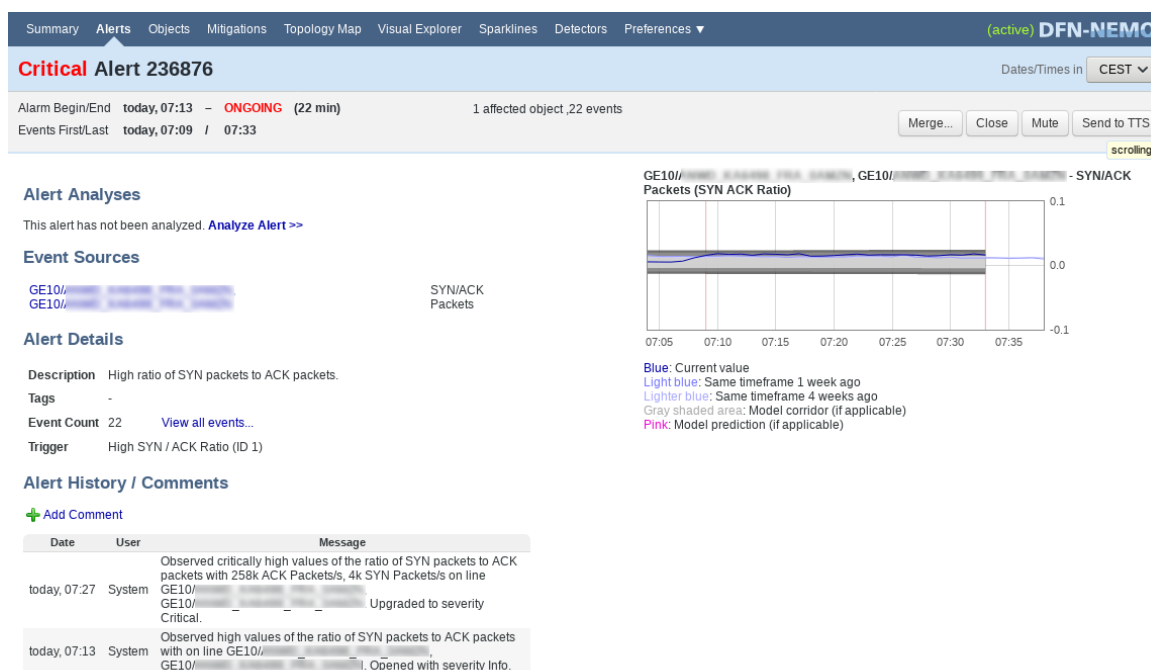 Summary Alerts Objects Mitigations Topology Map Visual Explorer Sparklines Detectors Preferences ▼ (active) DFN-NEMO
Critical Alert 236876 Dates/Times in CEST
Alarm Begin/End today, 07:13 – ONGOING (22 min) 1 affected object ,22 events
Events First/Last today, 07:09 / 07:33
Merge... Close Mute Send to TTS
scrolling
Alert Analyses
This alert has not been analyzed. Analyze Alert >>
Event Sources
GE10/ SYN/ACK
GE10/ Packets
Alert Details
Description High ratio of SYN packets to ACK packets.
Tags -
Event Count 22 View all events...
Trigger High SYN / ACK Ratio (ID 1)
Alert History / Comments
Add Comment
Date User Message
today, 07:27 System Observed critically high values of the ratio of SYN packets to ACK
packets with 258k ACK Packets/s, 4k SYN Packets/s on line
GE10/
GE10/ Upgraded to severity
Critical.
today, 07:13 System Observed high values of the ratio of SYN packets to ACK packets
with on line GE10/
GE10/ . Opened with severity Info.
GE10/ , GE10/ - SYN/ACK
Packets (SYN ACK Ratio)
0.1
0.0
-0.1
07:05 07:10 07:15 07:20 07:25 07:30 07:35
Blue: Current value
Light blue: Same timeframe 1 week ago
Lighter blue: Same timeframe 4 weeks ago
Gray shaded area: Model corridor (if applicable)
Pink: Model prediction (if applicable)